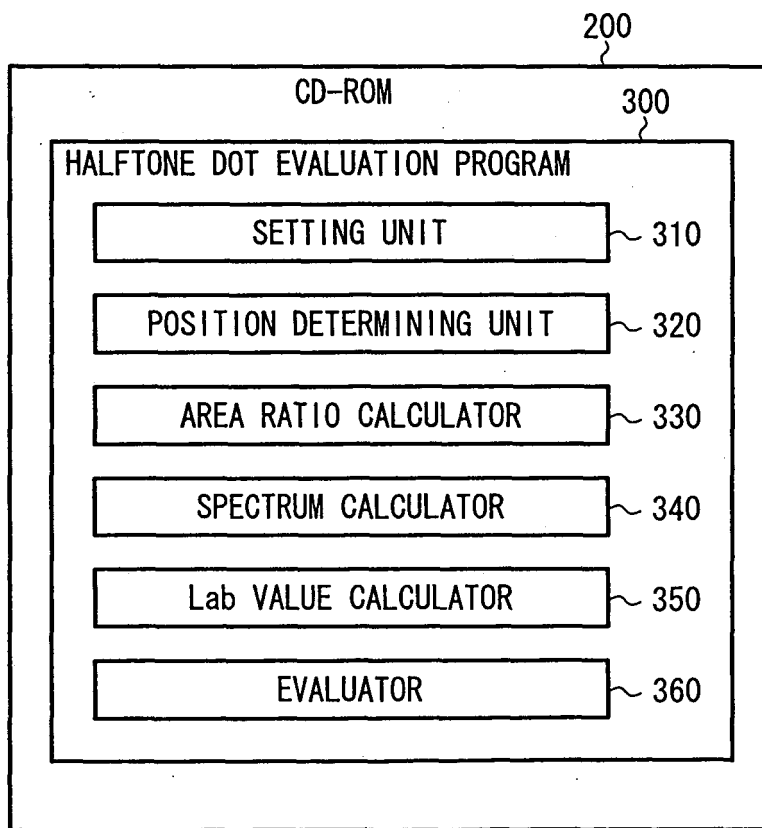 200
CD-ROM
300
HALFTONE DOT EVALUATION PROGRAM
SETTING UNIT 310
POSITION DETERMINING UNIT 320
AREA RATIO CALCULATOR 330
SPECTRUM CALCULATOR 340
Lab VALUE CALCULATOR 350
EVALUATOR 360